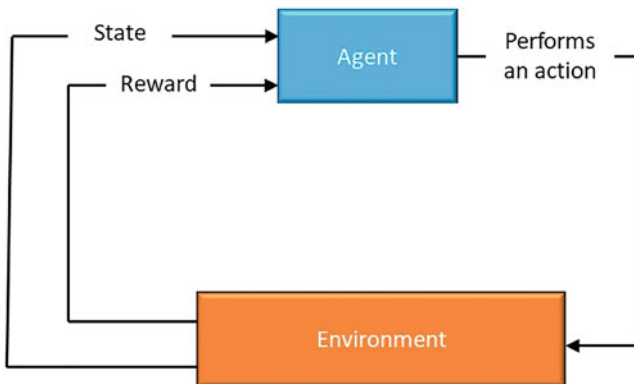 State
Reward
Agent
Performs
an action
Environment